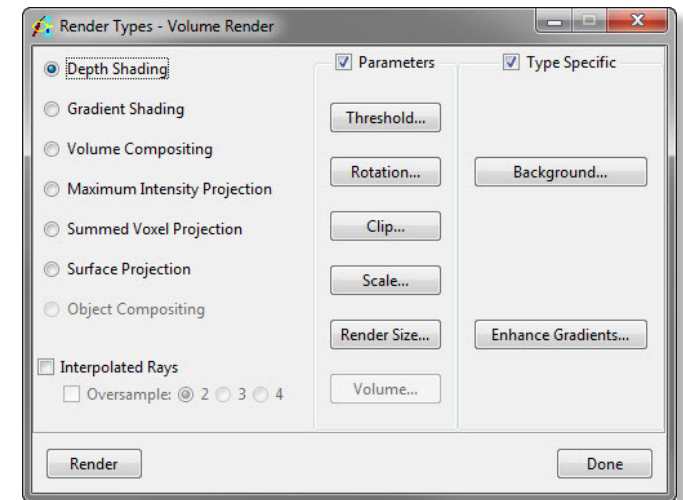 Render Types - Volume Render
Depth Shading
Gradient Shading
Volume Compositing
Maximum Intensity Projection
Summed Voxel Projection
Surface Projection
Object Compositing
Interpolated Rays
Oversample: 2 3 4
Parameters
Threshold...
Rotation...
Clip...
Scale...
Render Size...
Volume...
Type Specific
Background...
Enhance Gradients...
Render
Done